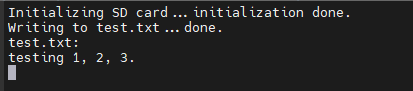 Initializing SD card...initialization done.
Writing to test.txt...done.
test.txt:
testing 1, 2, 3.